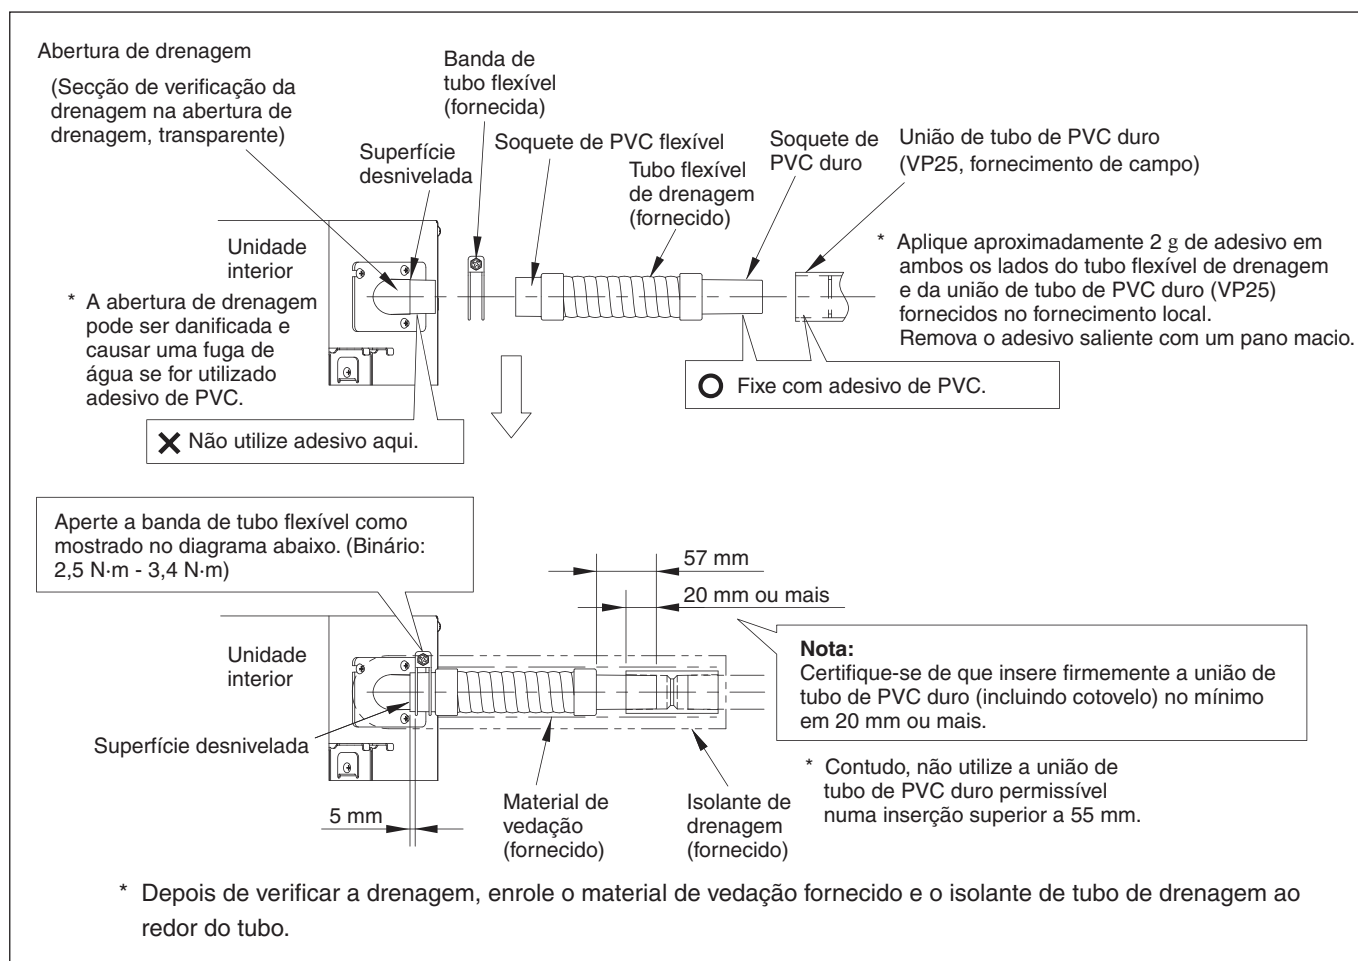 Abertura de drenagem
(Secção de verificação da
drenagem na abertura de
drenagem, transparente)
Superfície
desnivelada
Banda de
tubo flexível
(fornecida)
Soquete de PVC flexível
Tubo flexível
de drenagem
(fornecido)
Soquete de
PVC duro
União de tubo de PVC duro
(VP25, fornecimento de campo)
Unidade
interior
* A abertura de drenagem
pode ser danificada e
causar uma fuga de
água se for utilizado
adesivo de PVC.
* Aplique aproximadamente 2 g de adesivo em
ambos os lados do tubo flexível de drenagem
e da união de tubo de PVC duro (VP25)
fornecidos no fornecimento local.
Remova o adesivo saliente com um pano macio.
Fixe com adesivo de PVC.
Não utilize adesivo aqui.
Aperte a banda de tubo flexível como
mostrado no diagrama abaixo. (Binário:
2,5 N·m - 3,4 N·m)
57 mm
20 mm ou mais
Unidade
interior
Nota:
Certifique-se de que insere firmemente a união de
tubo de PVC duro (incluindo cotovelo) no mínimo
em 20 mm ou mais.
Superfície desnivelada
* Contudo, não utilize a união de
tubo de PVC duro permissível
numa inserção superior a 55 mm.
5 mm
Material de
vedação
(fornecido)
Isolante de
drenagem
(fornecido)
* Depois de verificar a drenagem, enrole o material de vedação fornecido e o isolante de tubo de drenagem ao
redor do tubo.